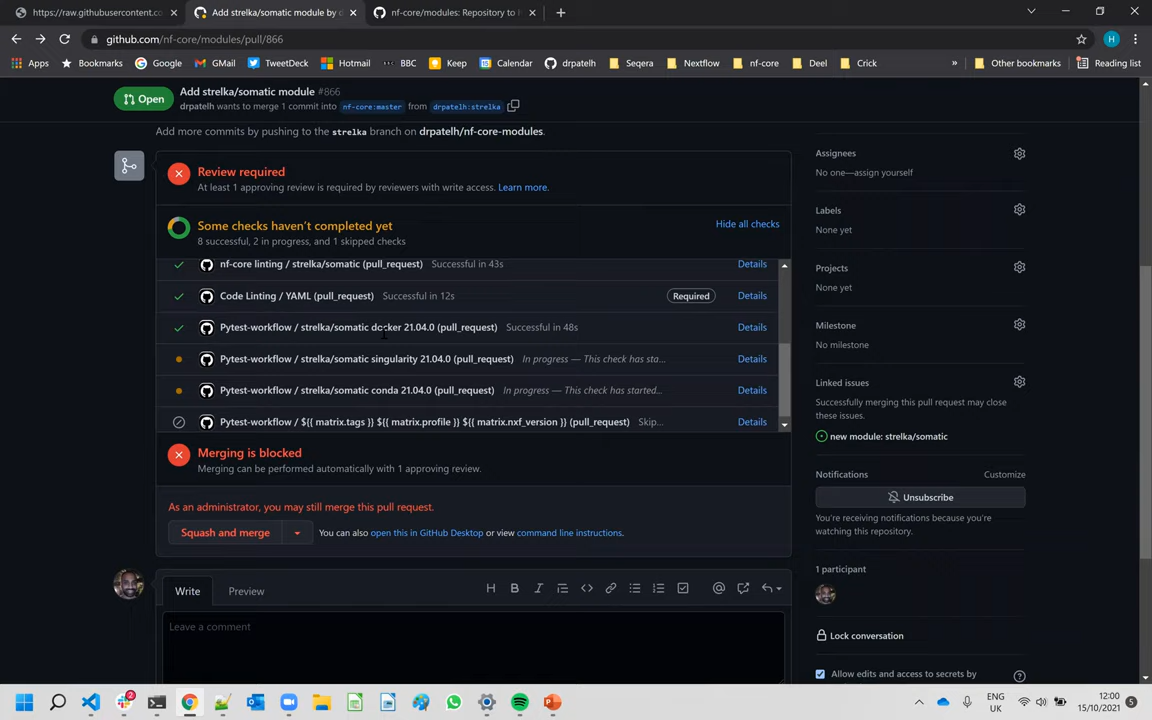 https://raw.githubusercontent.co
Add strelka/somatic module by d
nf-core/modules: Repository to h
github.com/nf-core/modules/pull/866
H
Apps
Bookmarks
Google
GMail
TweetDeck
Hotmail
BBC
Keep
Calendar
drpatelh
Seqera
Nextflow
nf-core
Deel
Crick
Other bookmarks
Reading list
Open
Add strelka/somatic module #866
drpatelh wants to merge 1 commit into nf-core:master from drpatelh:strelka
Add more commits by pushing to the strelka branch on drpatelh/nf-core-modules.
Review required
At least 1 approving review is required by reviewers with write access. Learn more.
Some checks haven't completed yet
8 successful, 2 in progress, and 1 skipped checks
Hide all checks
nf-core linting / strelka/somatic (pull_request) Successful in 43s Details
Code Linting / YAML (pull_request) Successful in 12s Required Details
Pytest-workflow / strelka/somatic docker 21.04.0 (pull_request) Successful in 48s Details
Pytest-workflow / strelka/somatic singularity 21.04.0 (pull_request) In progress — This check has sta... Details
Pytest-workflow / strelka/somatic conda 21.04.0 (pull_request) In progress — This check has started... Details
Pytest-workflow / ${{ matrix.tags }} ${{ matrix.profile }} ${{ matrix.nxf_version }} (pull_request) Skip... Details
Merging is blocked
Merging can be performed automatically with 1 approving review.
As an administrator, you may still merge this pull request.
Squash and merge
You can also open this in GitHub Desktop or view command line instructions.
Write
Preview
Leave a comment
Assignees
No one—assign yourself
Labels
None yet
Projects
None yet
Milestone
No milestone
Linked issues
Successfully merging this pull request may close
these issues.
new module: strelka/somatic
Notifications
Customize
Unsubscribe
You're receiving notifications because you're
watching this repository.
1 participant
Lock conversation
Allow edits and access to secrets by
2
ENG
UK
12:00
15/10/2021
5